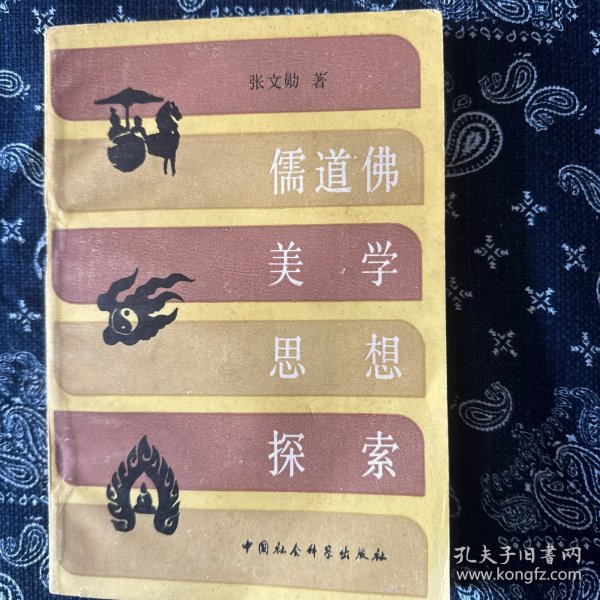 张文勋 著
儒道佛
美学
思想
探索
中国社会科学出版社
孔夫子旧书网
www.kongfz.com